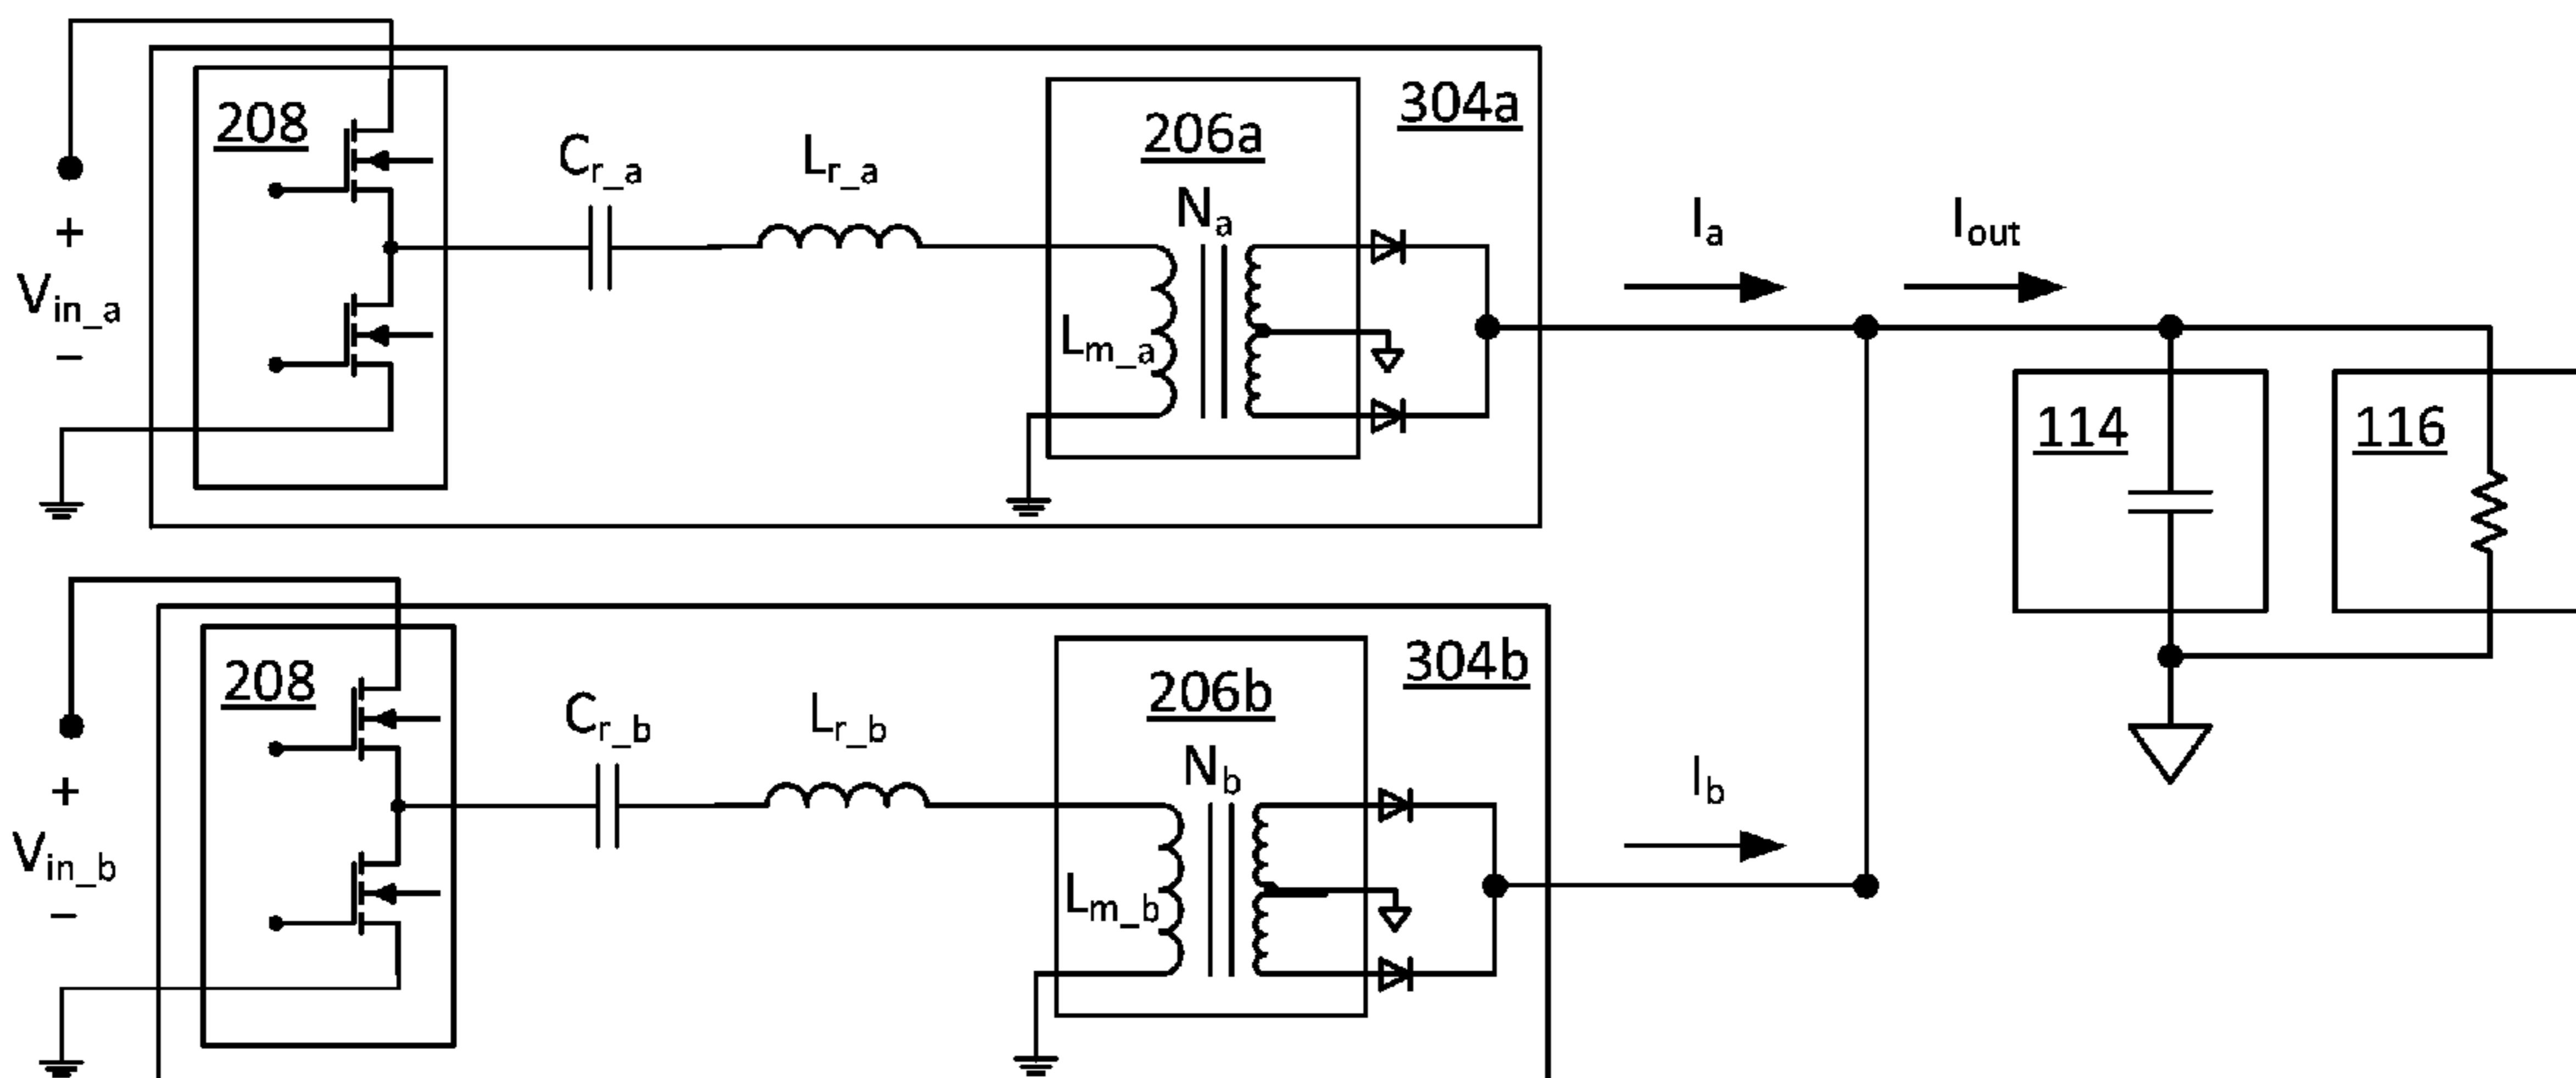 208
C_r_a
L_r_a
206a
304a
N_a
L_m_a
+
V_in_a
−
I_a
I_out
114
116
208
C_r_b
L_r_b
206b
304b
N_b
L_m_b
+
V_in_b
−
I_b